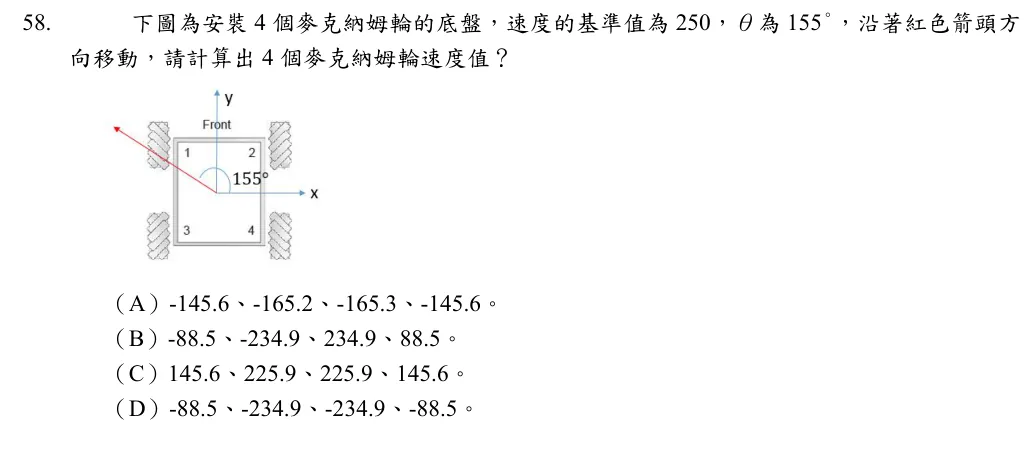 58. 下圖為安裝 4 個麥克納姆輪的底盤，速度的基準值為 250，θ 為 155°，沿著紅色箭頭方
向移動，請計算出 4 個麥克納姆輪速度值？
y
Front
1 2
155°
x
3 4
（A）-145.6、-165.2、-165.3、-145.6。
（B）-88.5、-234.9、234.9、88.5。
（C）145.6、225.9、225.9、145.6。
（D）-88.5、-234.9、-234.9、-88.5。